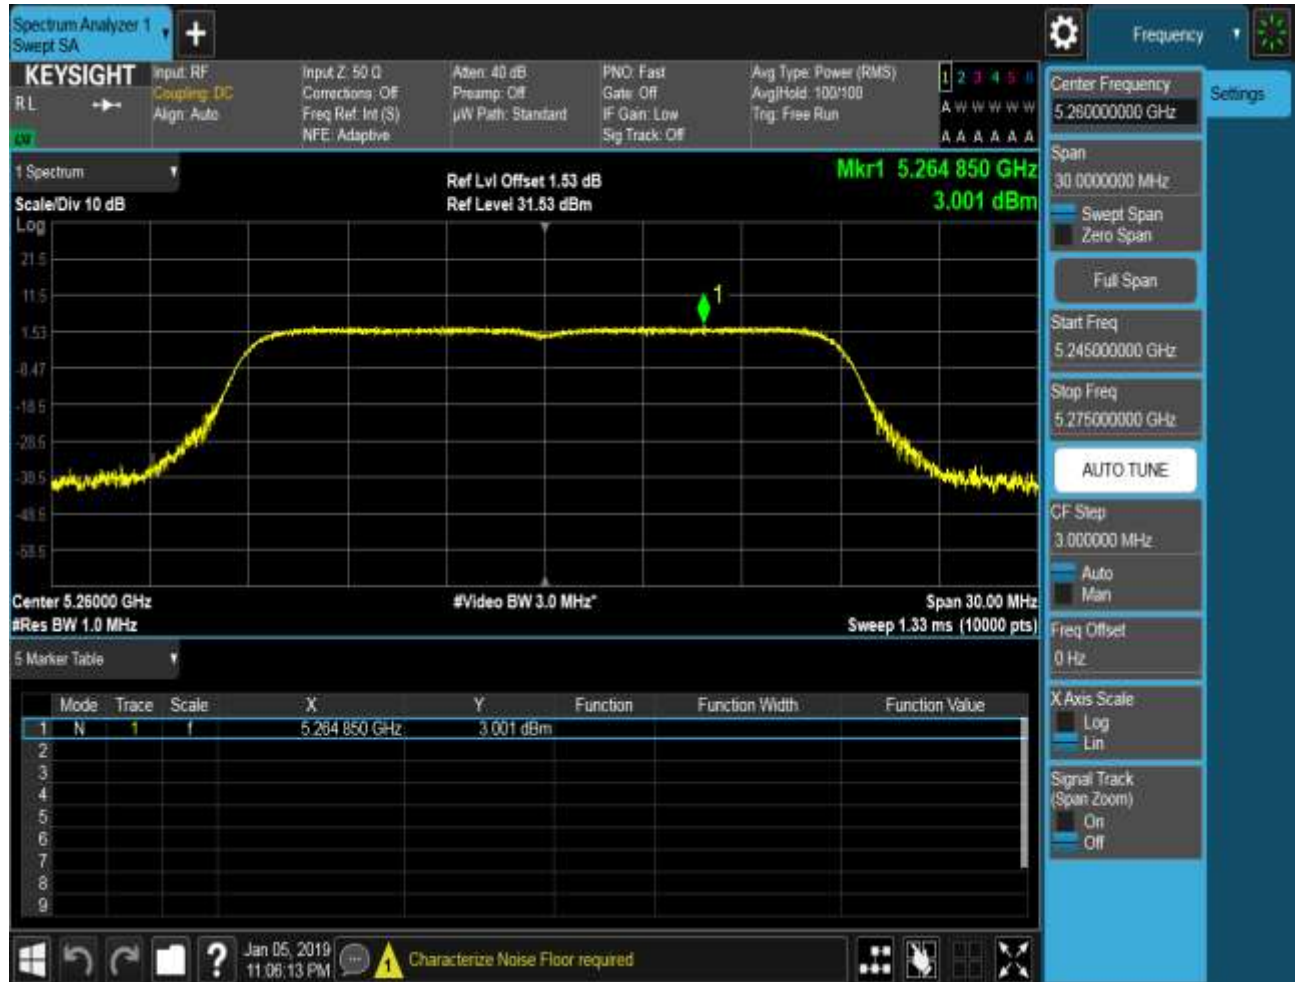 Spectrum Analyzer 1
Swept SA
+
Frequency
KEYSIGHT
R L
Input: RF
Coupling: DC
Align: Auto
Input Z: 50 Ω
Corrections: Off
Freq Ref: Int (S)
NFE: Adaptive
Atten: 40 dB
Preamp: Off
µW Path: Standard
PNO: Fast
Gate: Off
IF Gain: Low
Sig Track: Off
Avg Type: Power (RMS)
Avg|Hold: 100/100
Trig: Free Run
1 2 3 4 5 6
A W W W W W
A A A A A A
1 Spectrum
Scale/Div 10 dB
Log
Ref Lvl Offset 1.53 dB
Ref Level 31.53 dBm
Mkr1 5.264 850 GHz
3.001 dBm
21.5
11.5
1.53
-8.47
-18.5
-28.5
-38.5
-48.5
-58.5
1
Center 5.26000 GHz
#Res BW 1.0 MHz
#Video BW 3.0 MHz*
Span 30.00 MHz
Sweep 1.33 ms (10000 pts)
5 Marker Table
Mode Trace Scale X Y Function Function Width Function Value
1 N 1 f 5.264 850 GHz 3.001 dBm
2
3
4
5
6
7
8
9
Jan 05, 2019
11:06:13 PM
?
1
Characterize Noise Floor required
Center Frequency
5.260000000 GHz
Settings
Span
30.0000000 MHz
Swept Span
Zero Span
Full Span
Start Freq
5.245000000 GHz
Stop Freq
5.275000000 GHz
AUTO TUNE
CF Step
3.000000 MHz
Auto
Man
Freq Offset
0 Hz
X Axis Scale
Log
Lin
Signal Track
(Span Zoom)
On
Off